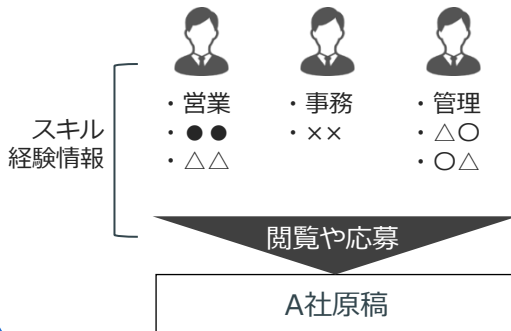 スキル
経験情報
・営業
・●●
・△△
・事務
・××
・管理
・△〇
・〇△
閲覧や応募
A社原稿